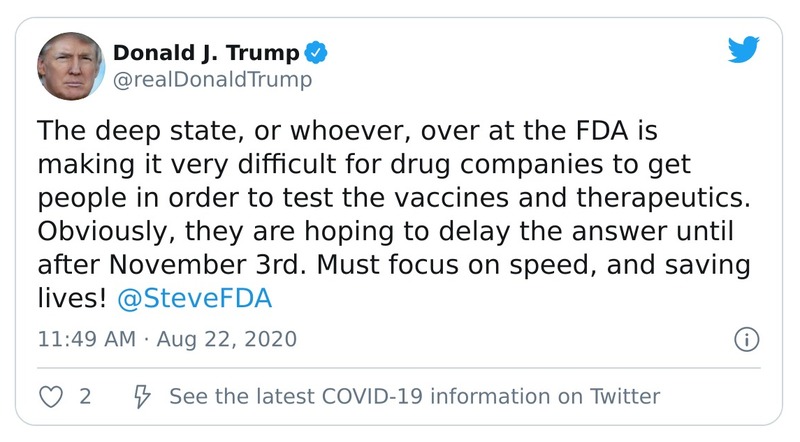 Donald J. Trump
@realDonaldTrump
The deep state, or whoever, over at the FDA is
making it very difficult for drug companies to get
people in order to test the vaccines and therapeutics.
Obviously, they are hoping to delay the answer until
after November 3rd. Must focus on speed, and saving
lives! @SteveFDA
11:49 AM · Aug 22, 2020
2 See the latest COVID-19 information on Twitter